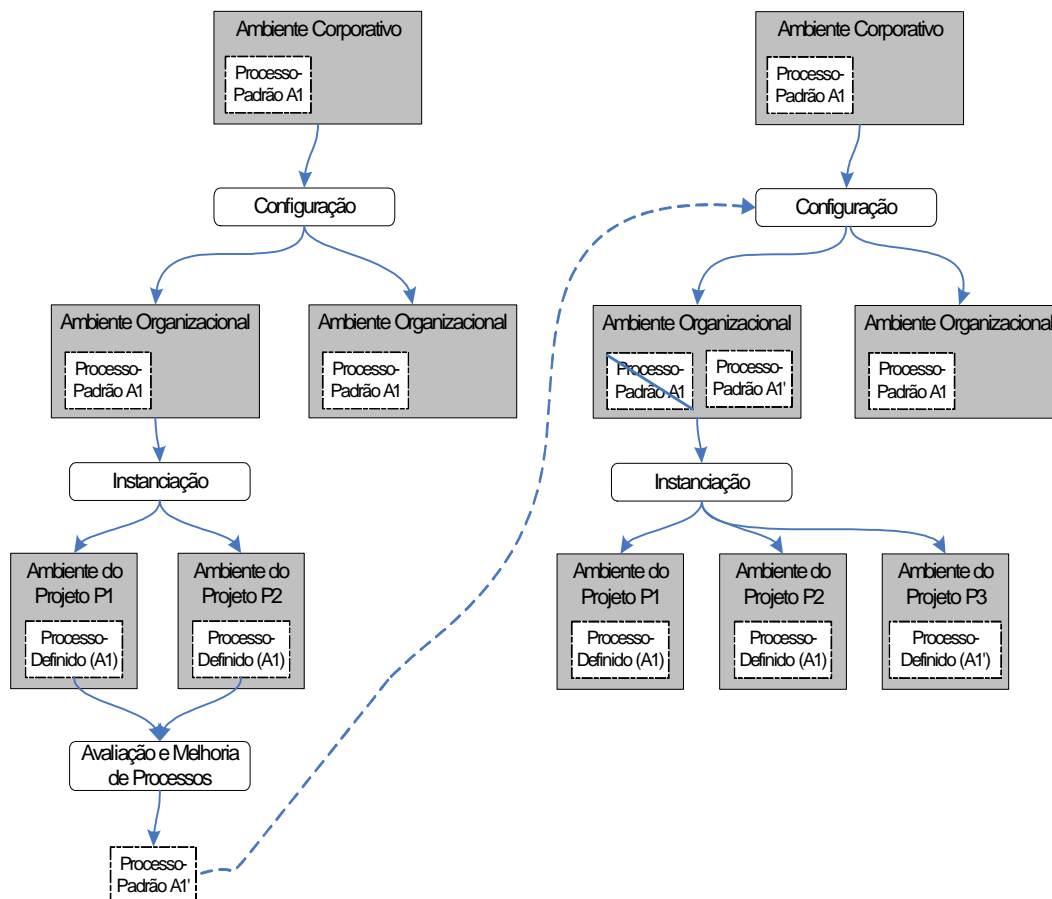 Ambiente Corporativo
Processo-
Padrão A1
Configuração
Ambiente Organizacional
Processo-
Padrão A1
Ambiente Organizacional
Processo-
Padrão A1
Instanciação
Ambiente do
Projeto P1
Processo-
Definido (A1)
Ambiente do
Projeto P2
Processo-
Definido (A1)
Avaliação e Melhoria
de Processos
Processo-
Padrão A1'
Ambiente Corporativo
Processo-
Padrão A1
Configuração
Ambiente Organizacional
Processo-
Padrão A1
Processo-
Padrão A1'
Ambiente Organizacional
Processo-
Padrão A1
Instanciação
Ambiente do
Projeto P1
Processo-
Definido (A1)
Ambiente do
Projeto P2
Processo-
Definido (A1)
Ambiente do
Projeto P3
Processo-
Definido (A1')